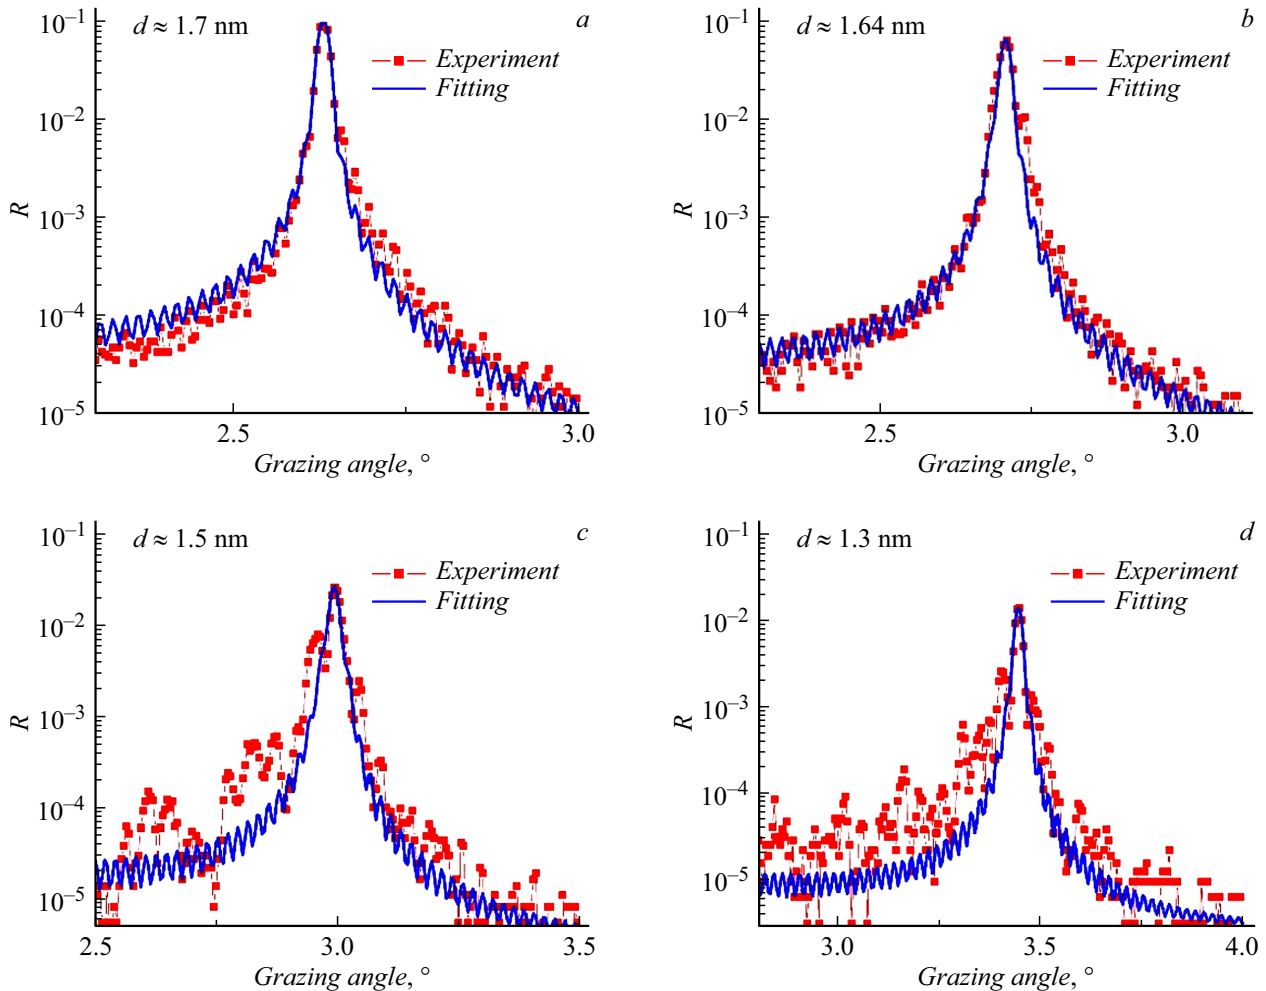 d ≈ 1.7 nm
a
Experiment
Fitting
10⁻¹
10⁻²
10⁻³
10⁻⁴
10⁻⁵
R
2.5
3.0
Grazing angle, °
d ≈ 1.64 nm
b
Experiment
Fitting
10⁻¹
10⁻²
10⁻³
10⁻⁴
10⁻⁵
R
2.5
3.0
Grazing angle, °
d ≈ 1.5 nm
c
Experiment
Fitting
10⁻¹
10⁻²
10⁻³
10⁻⁴
10⁻⁵
R
2.5
3.0
3.5
Grazing angle, °
d ≈ 1.3 nm
d
Experiment
Fitting
10⁻¹
10⁻²
10⁻³
10⁻⁴
10⁻⁵
R
3.0
3.5
4.0
Grazing angle, °